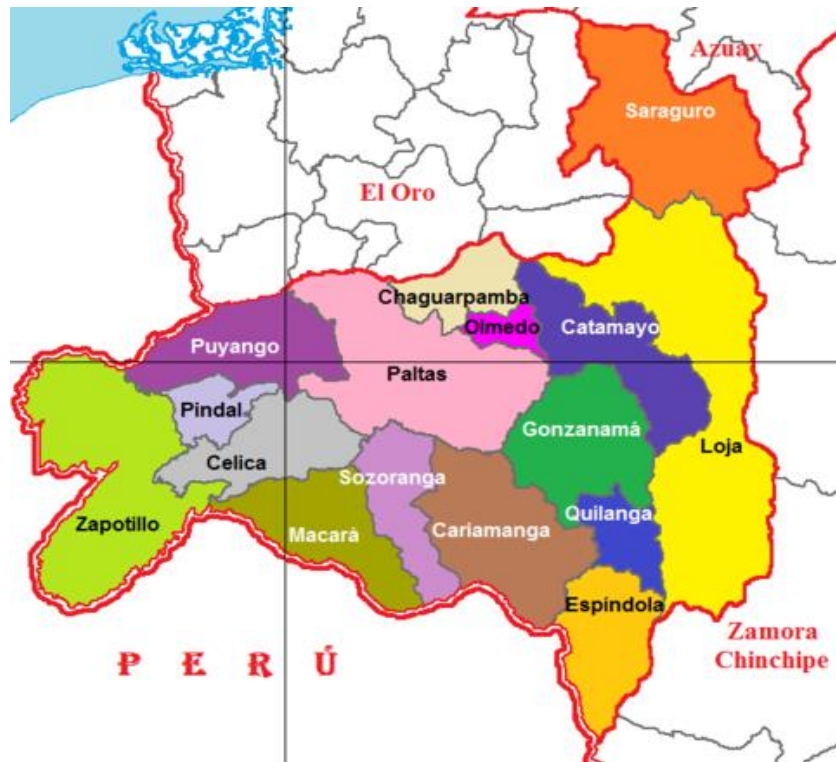 Azuay
Saraguro
El Oro
Chaguarpamba
Olmedo
Catamayo
Puyango
Paltas
Pindal
Gonzanamá
Loja
Celica
Sozoranga
Zapotillo
Macará
Cariamanga
Quilanga
Espíndola
Zamora
Chinchipe
PERÚ